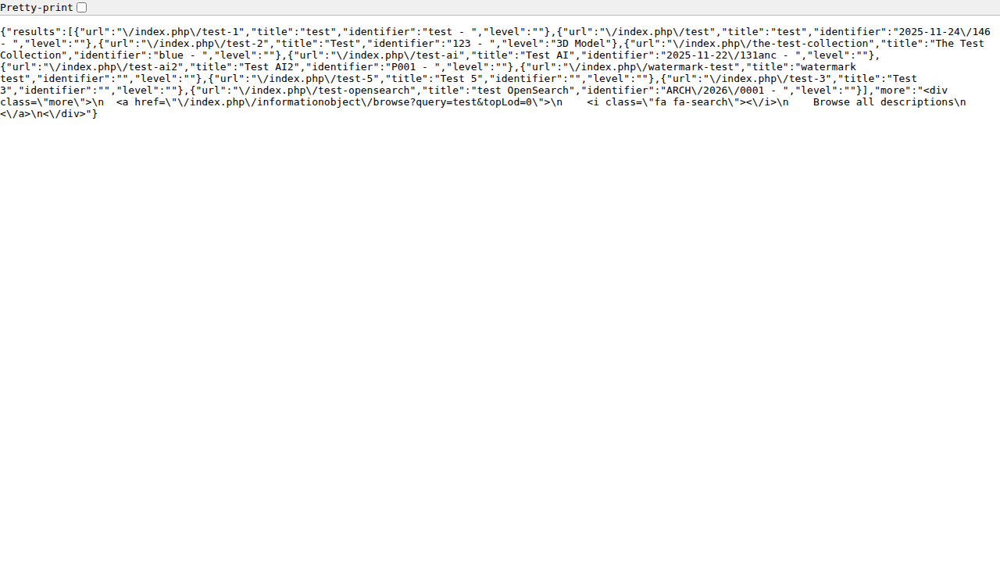 Pretty-print
{"results":[{"url":"\/index.php\/test-1","title":"test","identifier":"test - ","level":""},{"url":"\/index.php\/test","title":"test","identifier":"2025-11-24\/146
- ","level":""},{"url":"\/index.php\/test-2","title":"Test","identifier":"123 - ","level":"3D Model"},{"url":"\/index.php\/the-test-collection","title":"The Test
Collection","identifier":"blue - ","level":""},{"url":"\/index.php\/test-ai","title":"Test AI","identifier":"2025-11-22\/131anc - ","level":""},
{"url":"\/index.php\/test-ai2","title":"Test AI2","identifier":"P001 - ","level":""},{"url":"\/index.php\/watermark-test","title":"watermark
test","identifier":"","level":""},{"url":"\/index.php\/test-5","title":"Test 5","identifier":"","level":""},{"url":"\/index.php\/test-3","title":"Test
3","identifier":"","level":""},{"url":"\/index.php\/test-opensearch","title":"test OpenSearch","identifier":"ARCH\/2026\/0001 - ","level":""}],"more":"<div
class=\"more\">\n  <a href=\"\/index.php\/informationobject\/browse?query=test&topLod=0\">\n    <i class=\"fa fa-search\"><\/i>\n    Browse all descriptions\n
<\/a>\n<\/div>"}